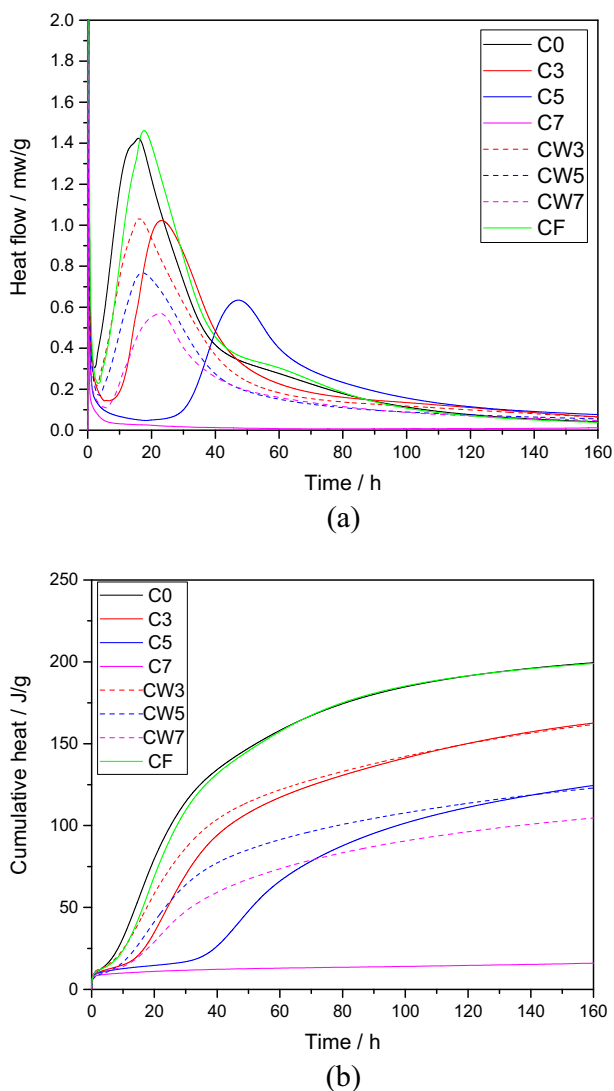 2.0
1.8
1.6
1.4
1.2
1.0
0.8
0.6
0.4
0.2
0.0
Heat flow / mw/g
C0
C3
C5
C7
CW3
CW5
CW7
CF
0 20 40 60 80 100 120 140 160
Time / h
(a)
250
200
150
100
50
0
Cumulative heat / J/g
C0
C3
C5
C7
CW3
CW5
CW7
CF
0 20 40 60 80 100 120 140 160
Time / h
(b)